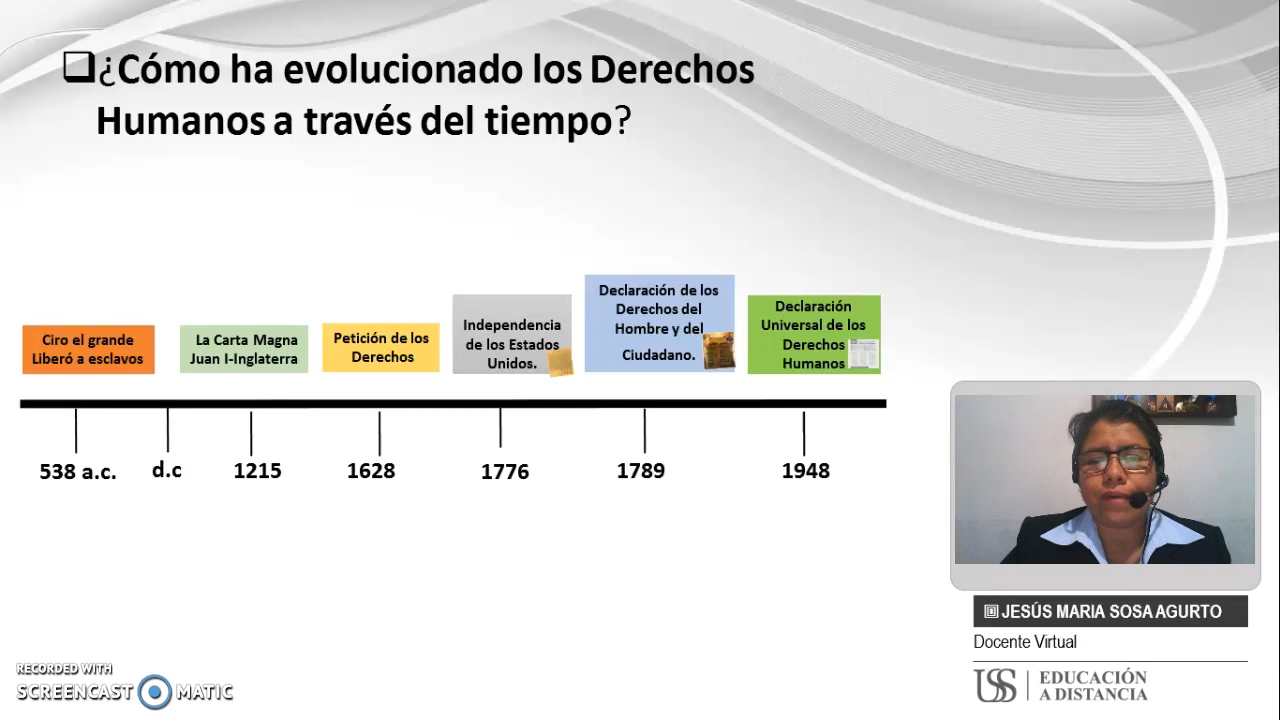 ¿Cómo ha evolucionado los Derechos
Humanos a través del tiempo?
Ciro el grande
Liberó a esclavos
La Carta Magna
Juan I-Inglaterra
Petición de los
Derechos
Independencia
de los Estados
Unidos.
Declaración de los
Derechos del
Hombre y del
Ciudadano.
Declaración
Universal de los
Derechos
Humanos
538 a.c.
d.c
1215
1628
1776
1789
1948
JESÚS MARIA SOSA AGURTO
Docente Virtual
USS
EDUCACIÓN
A DISTANCIA
RECORDED WITH
SCREENCAST MATIC